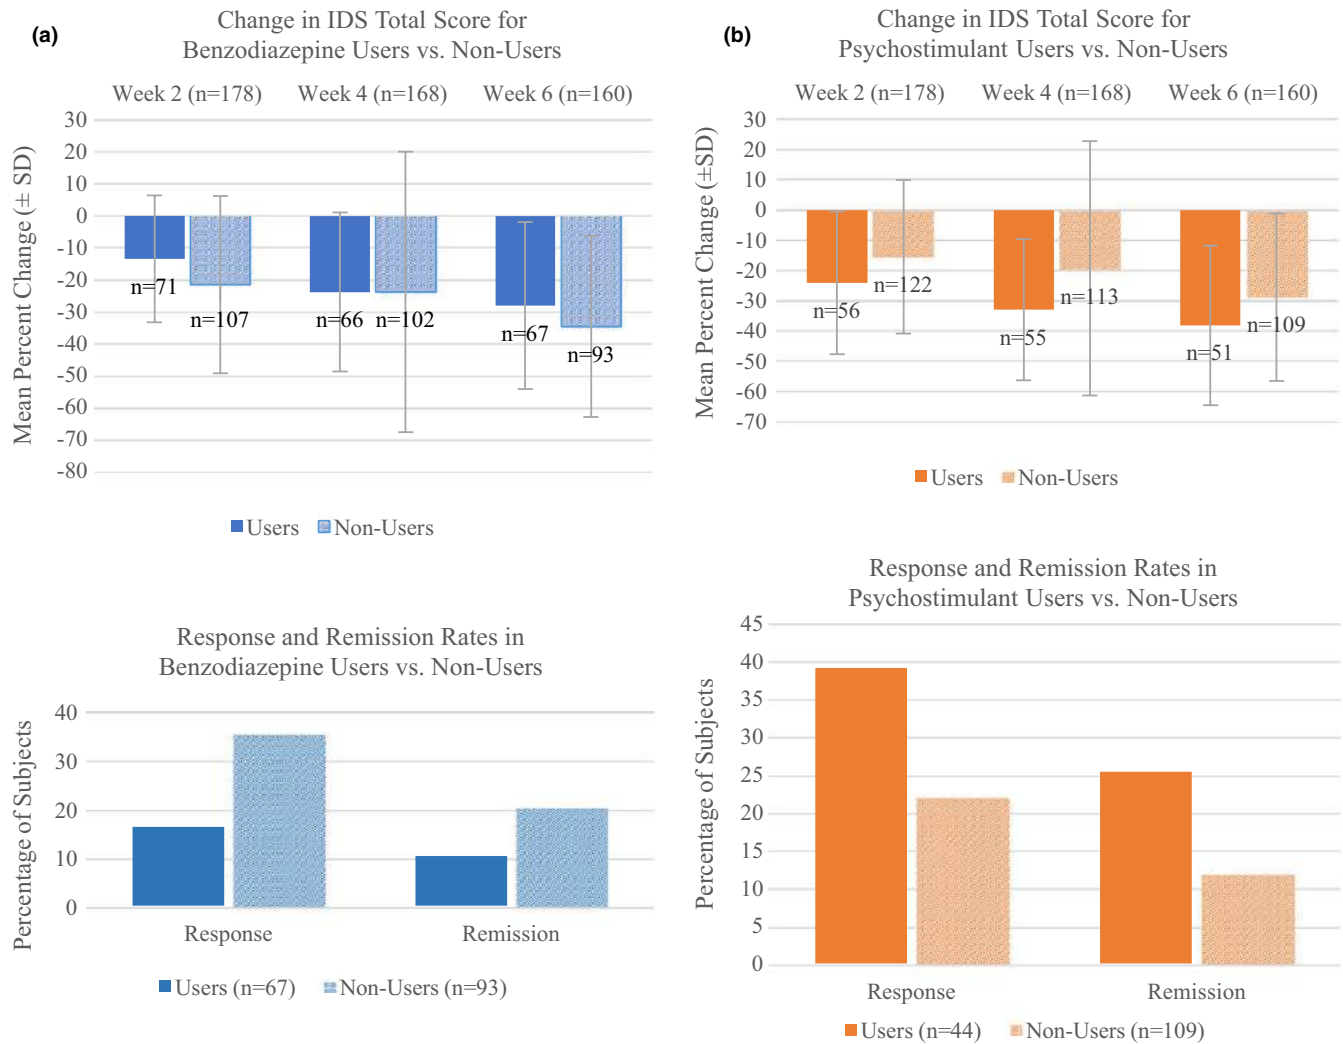 (a)
Change in IDS Total Score for
Benzodiazepine Users vs. Non-Users
Week 2 (n=178)
Week 4 (n=168)
Week 6 (n=160)
Mean Percent Change (± SD)
30
20
10
0
-10
-20
-30
-40
-50
-60
-70
-80
n=71
n=107
n=66
n=102
n=67
n=93
Users
Non-Users
Response and Remission Rates in
Benzodiazepine Users vs. Non-Users
Percentage of Subjects
40
30
20
10
0
Response
Remission
Users (n=67)
Non-Users (n=93)
(b)
Change in IDS Total Score for
Psychostimulant Users vs. Non-Users
Week 2 (n=178)
Week 4 (n=168)
Week 6 (n=160)
Mean Percent Change (±SD)
30
20
10
0
-10
-20
-30
-40
-50
-60
-70
n=56
n=122
n=55
n=113
n=51
n=109
Users
Non-Users
Response and Remission Rates in
Psychostimulant Users vs. Non-Users
Percentage of Subjects
45
40
35
30
25
20
15
10
5
0
Response
Remission
Users (n=44)
Non-Users (n=109)